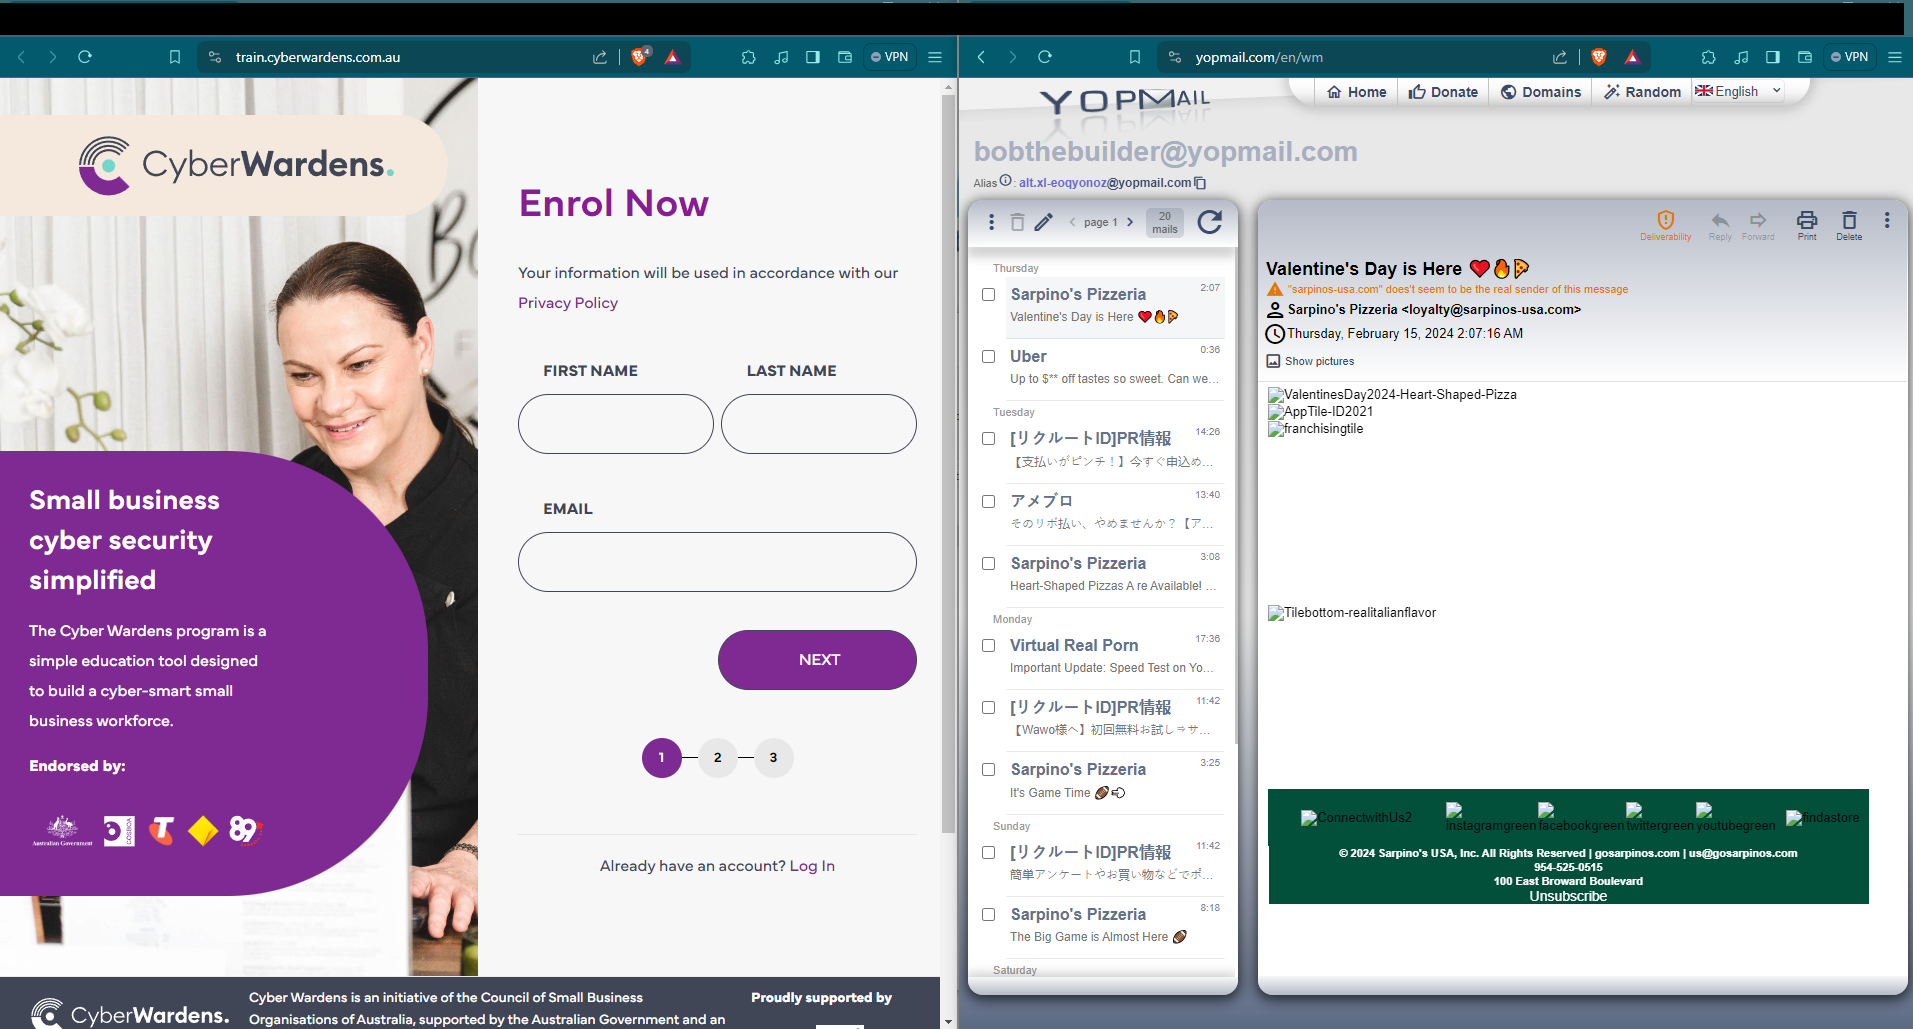 train.cyberwardens.com.au
4
VPN
CyberWardens.
Enrol Now
Your information will be used in accordance with our
Privacy Policy
FIRST NAME
LAST NAME
EMAIL
NEXT
1
2
3
Already have an account? Log In
Small business
cyber security
simplified
The Cyber Wardens program is a
simple education tool designed
to build a cyber-smart small
business workforce.
Endorsed by:
Australian Government
COSBOA
89
CyberWardens.
Cyber Wardens is an initiative of the Council of Small Business
Organisations of Australia, supported by the Australian Government and an
Proudly supported by
yopmail.com/en/wm
VPN
YOPMAIL
Home
Donate
Domains
Random
English
bobthebuilder@yopmail.com
Alias : alt.xl-eoqyonoz@yopmail.com
page 1
20
mails
Thursday
Sarpino's Pizzeria 2:07
Valentine's Day is Here ❤️🔥🍕
Uber 0:36
Up to $** off tastes so sweet. Can we...
Tuesday
[リクルートID]PR情報 14:26
【支払いがピンチ！】今すぐ申込め...
アメブロ 13:40
そのリボ払い、やめませんか？【ア...
Sarpino's Pizzeria 3:08
Heart-Shaped Pizzas A re Available! ...
Monday
Virtual Real Porn 17:36
Important Update: Speed Test on Yo...
[リクルートID]PR情報 11:42
【Wawo様へ】初回無料お試し⇒サ...
Sarpino's Pizzeria 3:25
It's Game Time 🏈💨
Sunday
[リクルートID]PR情報 11:42
簡単アンケートやお買い物などでポ...
Sarpino's Pizzeria 8:18
The Big Game is Almost Here 🏈
Saturday
Deliverability
Reply
Forward
Print
Delete
Valentine's Day is Here ❤️🔥🍕
"sarpinos-usa.com" does't seem to be the real sender of this message
Sarpino's Pizzeria <loyalty@sarpinos-usa.com>
Thursday, February 15, 2024 2:07:16 AM
Show pictures
ValentinesDay2024-Heart-Shaped-Pizza
AppTile-ID2021
franchisingtile
Tilebottom-realitalianflavor
ConnectwithUs2
instagramgreen
facebookgreen
twittergreen
youtubegreen
findastore
© 2024 Sarpino's USA, Inc. All Rights Reserved | gosarpinos.com | us@gosarpinos.com
954-525-0515
100 East Broward Boulevard
Unsubscribe